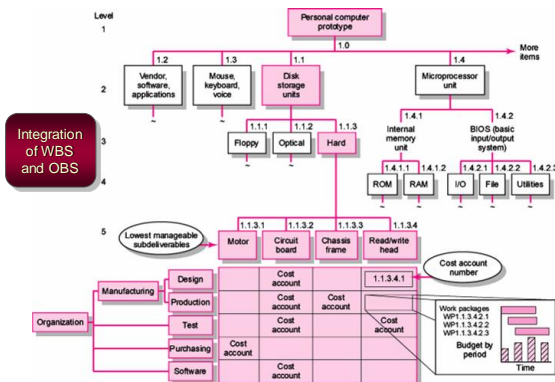 Level
1
Personal computer
prototype
1.0
More
items
1.2
1.3
1.1
1.4
2
Vendor,
software,
applications
Mouse,
keyboard,
voice
Disk
storage
units
Microprocessor
unit
~
~
1.4.1
1.4.2
Integration
of WBS
and OBS
3
1.1.1
1.1.2
1.1.3
Floppy
Optical
Hard
~
~
Internal
memory
unit
BIOS (basic
input/output
system)
4
1.4.1.1
1.4.1.2
1.4.2.1
1.4.2.2
1.4.2.3
ROM
RAM
I/O
File
Utilities
~
~
~
~
~
5
Lowest manageable
subdeliverables
1.1.3.1
1.1.3.2
1.1.3.3
1.1.3.4
Motor
Circuit
board
Chassis
frame
Read/write
head
Cost account
number
Organization
Manufacturing
Design
Cost
account
1.1.3.4.1
Production
Cost
account
Cost
account
Test
Cost
account
Cost
account
Purchasing
Cost
account
Software
Cost
account
Work packages
WP1.1.3.4.2.1
WP1.1.3.4.2.2
WP1.1.3.4.2.3
Budget by
period
Time